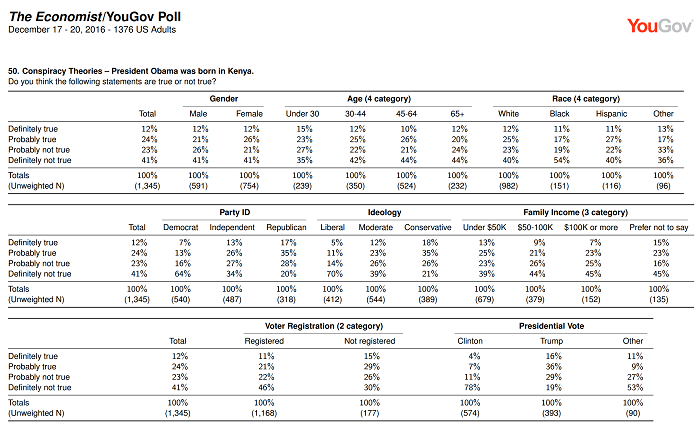 The Economist/YouGov Poll
December 17 - 20, 2016 - 1376 US Adults
YouGov
50. Conspiracy Theories – President Obama was born in Kenya.
Do you think the following statements are true or not true?
Gender Age (4 category) Race (4 category)
Total Male Female Under 30 30-44 45-64 65+ White Black Hispanic Other
Definitely true 12% 12% 12% 15% 12% 10% 12% 12% 11% 11% 13%
Probably true 24% 21% 26% 23% 25% 26% 20% 25% 17% 27% 17%
Probably not true 23% 26% 21% 27% 22% 21% 24% 23% 19% 22% 33%
Definitely not true 41% 41% 41% 35% 42% 44% 44% 40% 54% 40% 36%
Totals 100% 100% 100% 100% 100% 100% 100% 100% 100% 100% 100%
(Unweighted N) (1,345) (591) (754) (239) (350) (524) (232) (982) (151) (116) (96)
Party ID Ideology Family Income (3 category)
Total Democrat Independent Republican Liberal Moderate Conservative Under $50K $50-100K $100K or more Prefer not to say
Definitely true 12% 7% 13% 17% 5% 12% 18% 13% 9% 7% 15%
Probably true 24% 13% 26% 35% 11% 23% 35% 25% 21% 23% 23%
Probably not true 23% 16% 27% 28% 14% 26% 26% 23% 26% 25% 16%
Definitely not true 41% 64% 34% 20% 70% 39% 21% 39% 44% 45% 45%
Totals 100% 100% 100% 100% 100% 100% 100% 100% 100% 100% 100%
(Unweighted N) (1,345) (540) (487) (318) (412) (544) (389) (679) (379) (152) (135)
Voter Registration (2 category) Presidential Vote
Total Registered Not registered Clinton Trump Other
Definitely true 12% 11% 15% 4% 16% 11%
Probably true 24% 21% 29% 7% 36% 9%
Probably not true 23% 22% 26% 11% 29% 27%
Definitely not true 41% 46% 30% 78% 19% 53%
Totals 100% 100% 100% 100% 100% 100%
(Unweighted N) (1,345) (1,168) (177) (574) (393) (90)